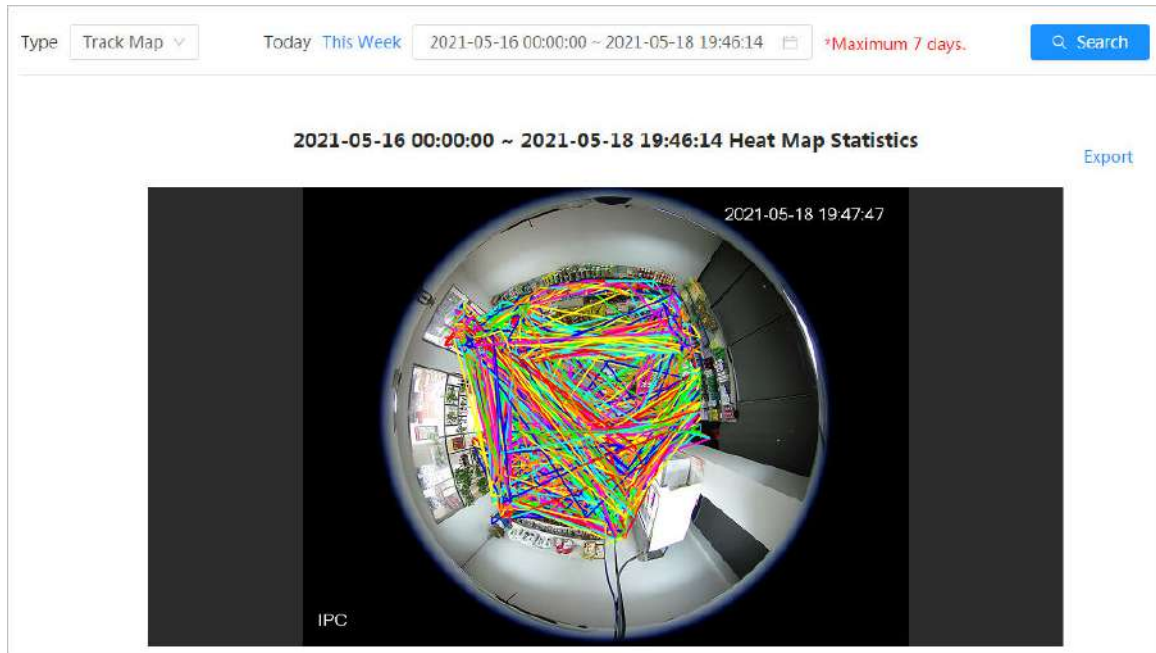 Type Track Map Today This Week 2021-05-16 00:00:00 ~ 2021-05-18 19:46:14 *Maximum 7 days. Search
2021-05-16 00:00:00 ~ 2021-05-18 19:46:14 Heat Map Statistics
Export
2021-05-18 19:47:47
IPC